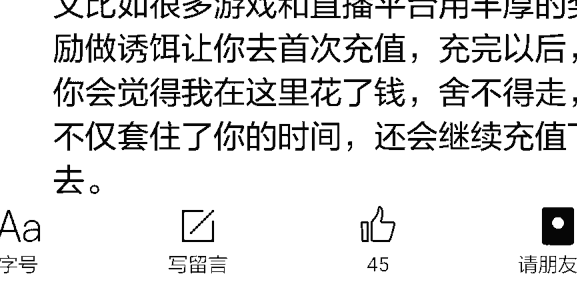 又比如很多游戏和直播平台用丰厚的
励做诱饵让你去首次充值，充完以后，
你会觉得我在这里花了钱，舍不得走，
不仅套住了你的时间，还会继续充值下
去。
Aa
字号 写留言 45 请朋友